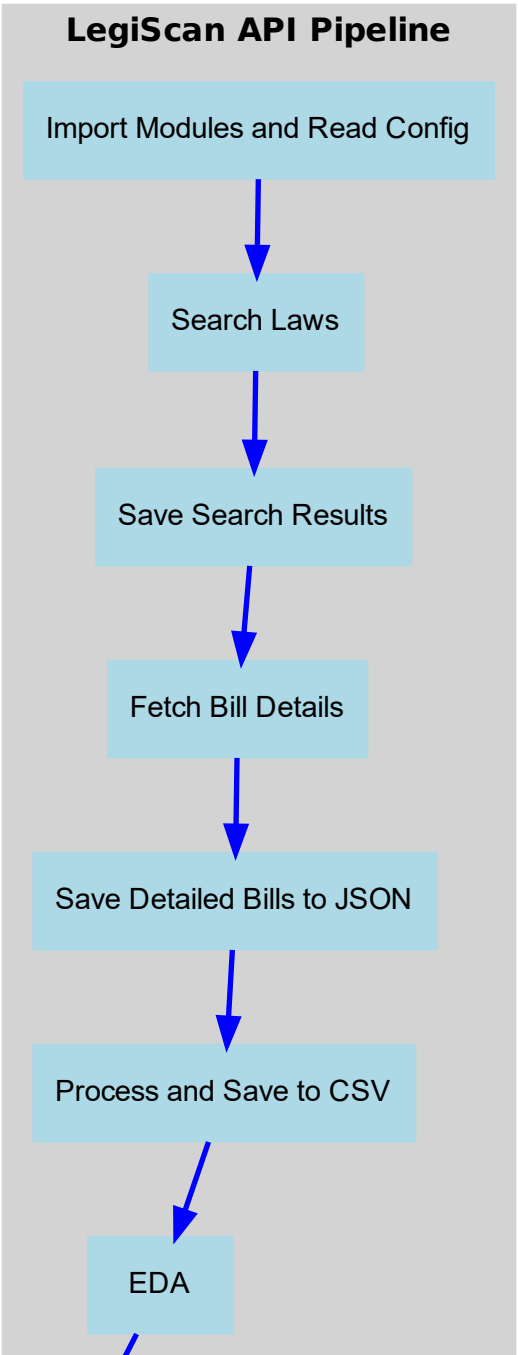 LegiScan API Pipeline
Import Modules and Read Config
Search Laws
Save Search Results
Fetch Bill Details
Save Detailed Bills to JSON
Process and Save to CSV
EDA